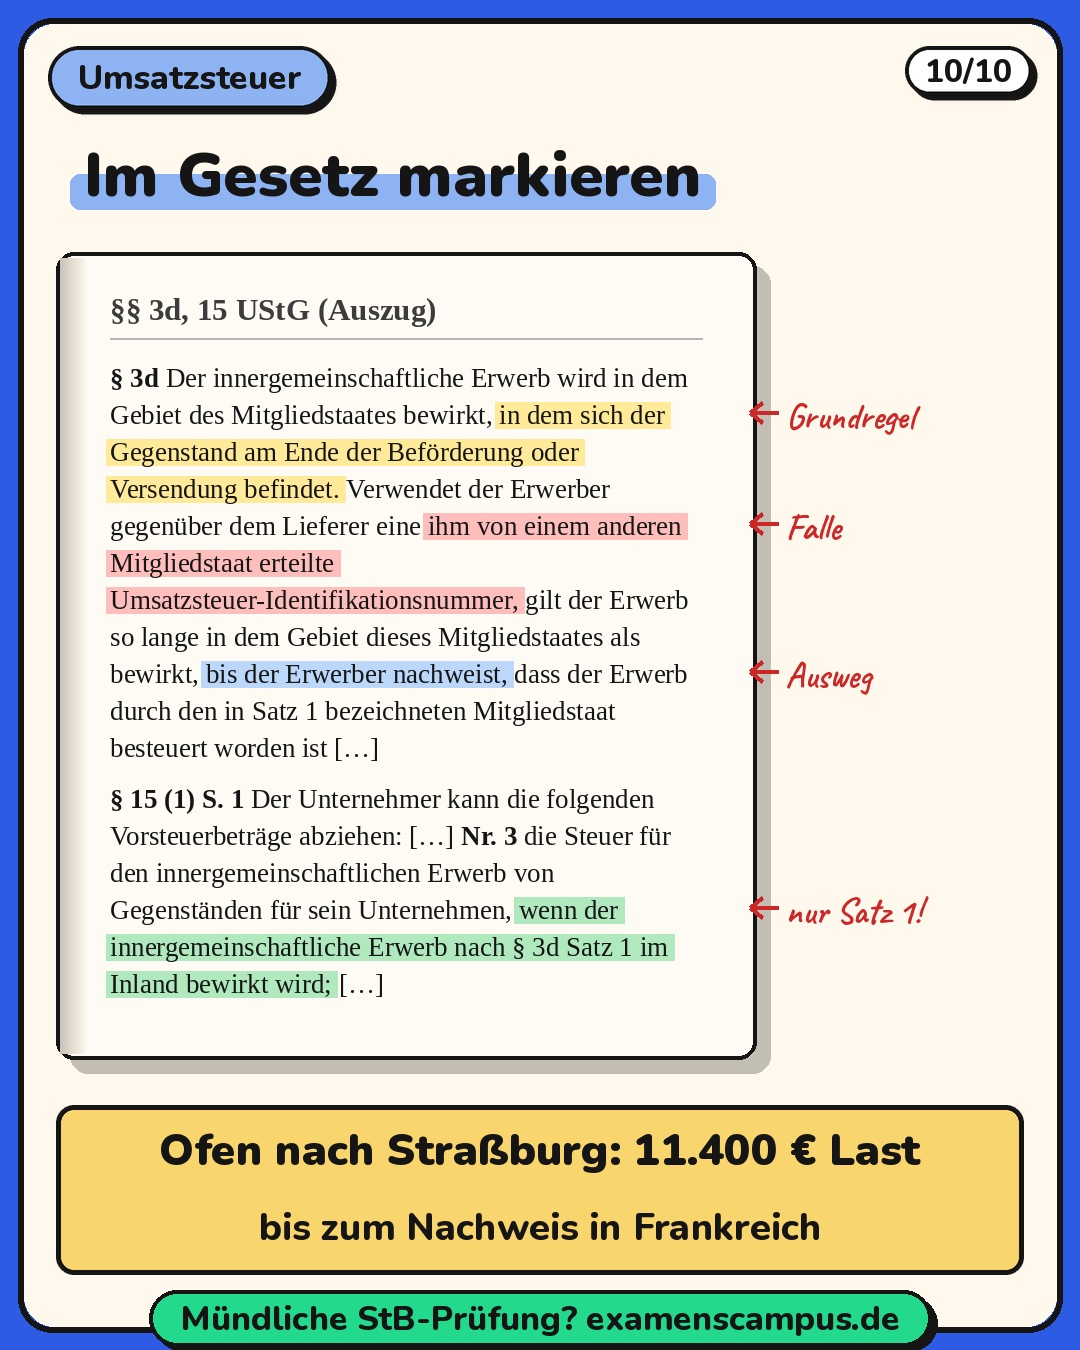 Umsatzsteuer
10/10
Im Gesetz markieren
§§ 3d, 15 UStG (Auszug)
§ 3d Der innergemeinschaftliche Erwerb wird in dem
Gebiet des Mitgliedstaates bewirkt, in dem sich der
Grundregel
Gegenstand am Ende der Beförderung oder
Versendung befindet. Verwendet der Erwerber
gegenüber dem Lieferer eine ihm von einem anderen
Falle
Mitgliedstaat erteilte
Umsatzsteuer-Identifikationsnummer, gilt der Erwerb
so lange in dem Gebiet dieses Mitgliedstaates als
bewirkt, bis der Erwerber nachweist, dass der Erwerb
Ausweg
durch den in Satz 1 bezeichneten Mitgliedstaat
besteuert worden ist […]
§ 15 (1) S. 1 Der Unternehmer kann die folgenden
Vorsteuerbeträge abziehen: […] Nr. 3 die Steuer für
den innergemeinschaftlichen Erwerb von
Gegenständen für sein Unternehmen, wenn der
nur Satz 1!
innergemeinschaftliche Erwerb nach § 3d Satz 1 im
Inland bewirkt wird; […]
Ofen nach Straßburg: 11.400 € Last
bis zum Nachweis in Frankreich
Mündliche StB-Prüfung? examenscampus.de